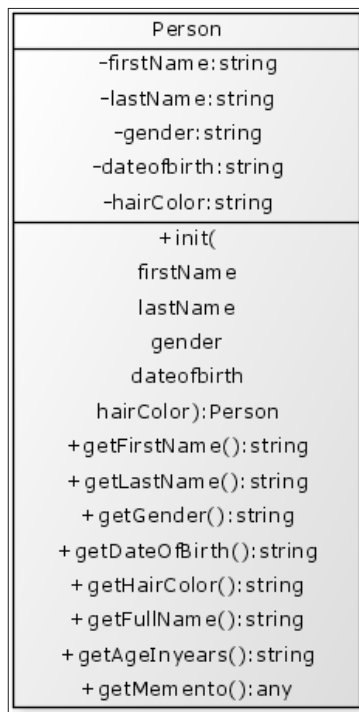 Person
-firstName:string
-lastName:string
-gender:string
-dateofbirth:string
-hairColor:string
+init(
firstName
lastName
gender
dateofbirth
hairColor):Person
+getFirstName():string
+getLastName():string
+getGender():string
+getDateOfBirth():string
+getHairColor():string
+getFullName():string
+getAgeInyears():string
+getMemento():any